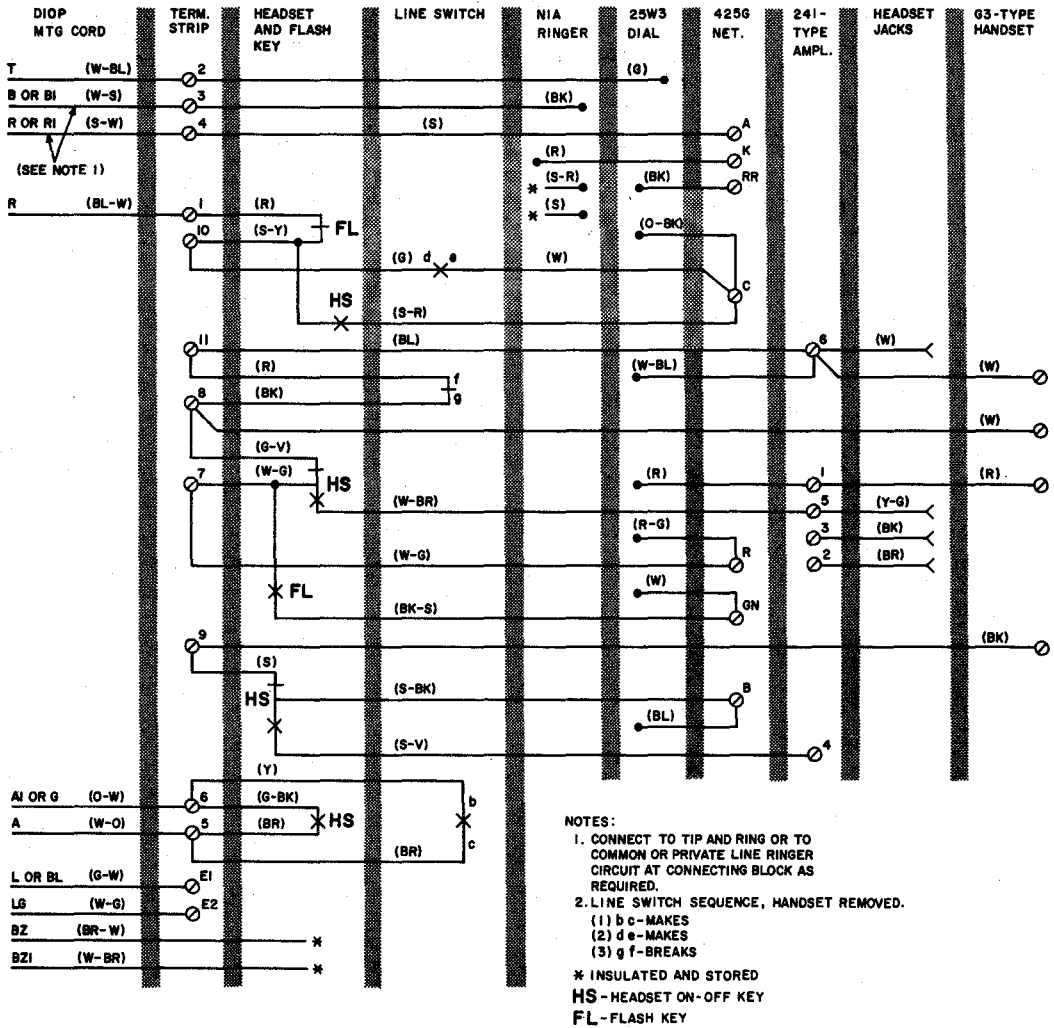 DIOP MTG CORD
TERM. STRIP
HEADSET AND FLASH KEY
LINE SWITCH
NIA RINGER
25W3 DIAL
425G NET.
241-TYPE AMPL.
HEADSET JACKS
G3-TYPE HANDSET
T (W-BL) 2 (G)
B OR BI (W-S) 3 (BK)
R OR RI (S-W) 4 (S) A
(SEE NOTE 1)
(R) K
* (S-R) (BK) RR
R (BL-W) 1 (R) * (S)
FL
10 (S-Y) (O-BK)
(G) d e (W)
C
HS
(S-R)
11 (BL) 6 (W)
(R) f (W-BL) (W)
8 (BK) g
(W)
(G-V)
7 (W-G) HS (R) 1 (R)
(W-BR) 5 (Y-G)
(R-G) 3 (BK)
(W-G) R 2 (BR)
FL (W)
(BK-S) GN
9 (BK)
(S)
HS (S-BK) B
(BL)
(S-V) 4
(Y)
AI OR G (O-W) 6 (G-BK) b
A (W-O) 5 (BR) HS
(BR) c
L OR BL (G-W) E1
LG (W-G) E2
BZ (BR-W) *
BZI (W-BR) *
NOTES:
1. CONNECT TO TIP AND RING OR TO
COMMON OR PRIVATE LINE RINGER
CIRCUIT AT CONNECTING BLOCK AS
REQUIRED.
2. LINE SWITCH SEQUENCE, HANDSET REMOVED.
(1) b c-MAKES
(2) d e-MAKES
(3) g f-BREAKS
* INSULATED AND STORED
HS-HEADSET ON-OFF KEY
FL-FLASH KEY